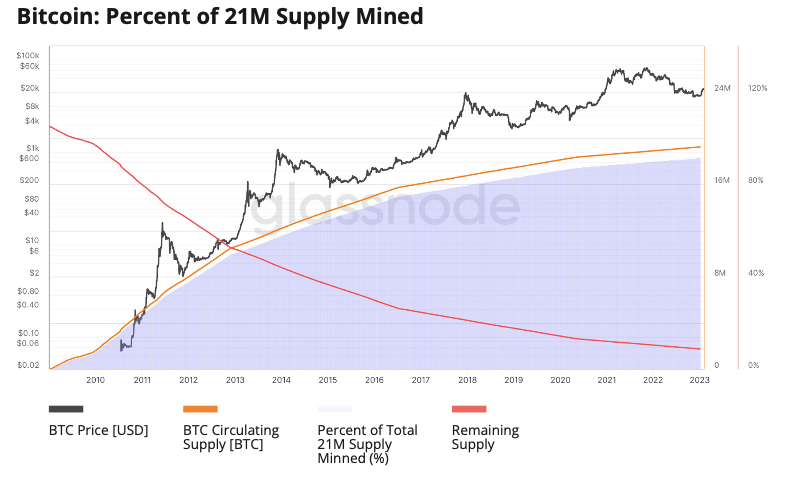 Bitcoin: Percent of 21M Supply Mined
$100k
$60k
$20k
$8k
$4k
$1k
$600
$200
$80
$40
$10
$6
$2
$0.80
$0.40
$0.10
$0.06
$0.02
24M
16M
8M
0
120%
80%
40%
0%
glassnode
2010 2011 2012 2013 2014 2015 2016 2017 2018 2019 2020 2021 2022 2023
BTC Price [USD]
BTC Circulating
Supply [BTC]
Percent of Total
21M Supply
Minned (%)
Remaining
Supply